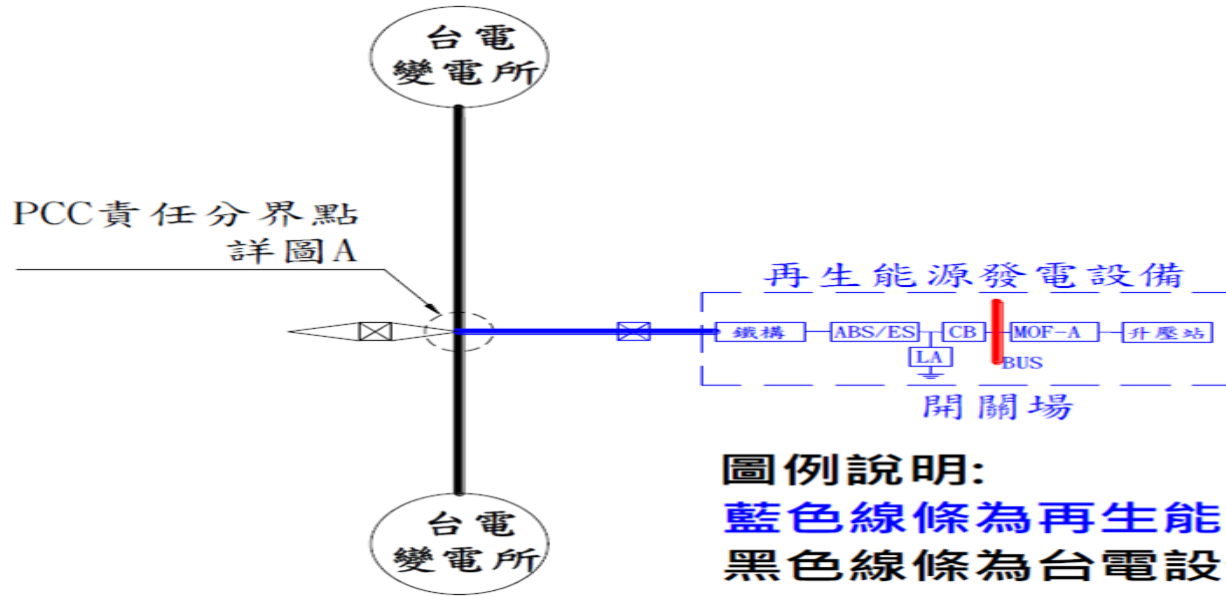 台電
變電所
PCC責任分界點
詳圖A
再生能源發電設備
鐵構
ABS/ES
CB
MOF-A
升壓站
LA
BUS
開關場
圖例說明:
藍色線條為再生能
黑色線條為台電設
台電
變電所